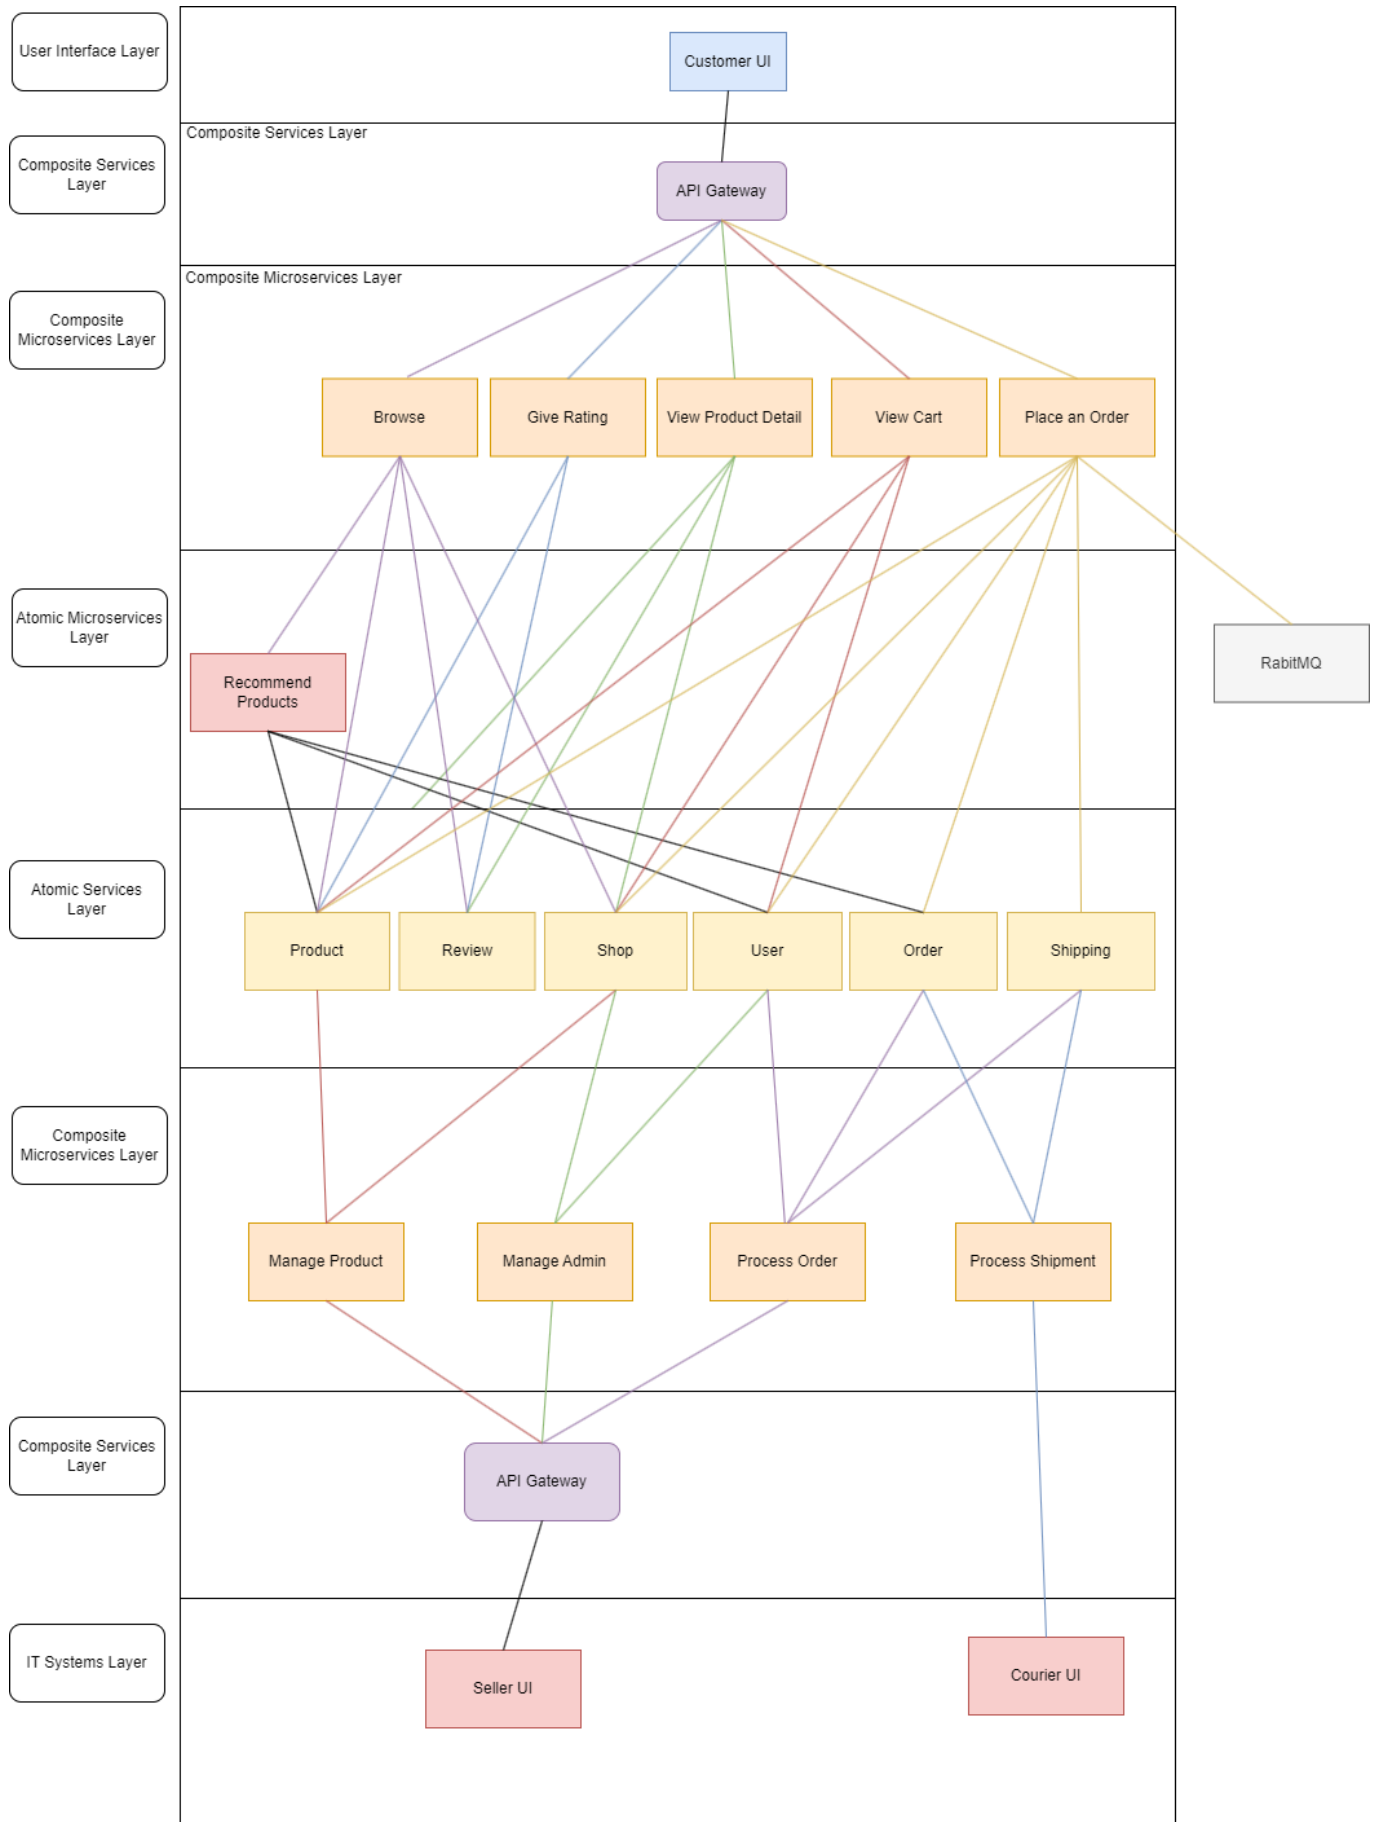 User Interface Layer
Customer UI
Composite Services Layer
Composite Services
Layer
API Gateway
Composite Microservices Layer
Composite
Microservices Layer
Browse
Give Rating
View Product Detail
View Cart
Place an Order
Atomic Microservices
Layer
Recommend
Products
RabitMQ
Atomic Services
Layer
Product
Review
Shop
User
Order
Shipping
Composite
Microservices Layer
Manage Product
Manage Admin
Process Order
Process Shipment
Composite Services
Layer
API Gateway
IT Systems Layer
Seller UI
Courier UI